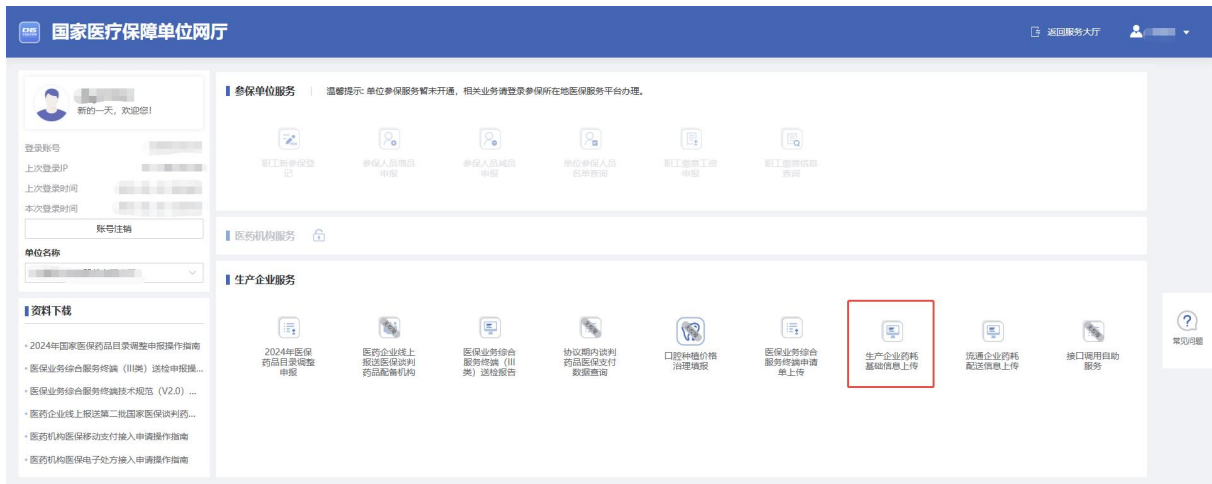 CHS
国家医疗保障单位网厅
返回服务大厅
新的一天，欢迎您！
登录账号
上次登录IP
上次登录时间
本次登录时间
账号注销
单位名称
资料下载
2024年国家医保药品目录调整申报操作指南
医保业务综合服务终端（III类）送检申报操...
医保业务综合服务终端技术规范（V2.0）...
医药企业线上报送第二批国家医保谈判药...
医药机构医保移动支付接入申请操作指南
医药机构医保电子处方接入申请操作指南
参保单位服务
温馨提示: 单位参保服务暂未开通，相关业务请登录参保所在地医保服务平台办理。
职工新参保登
记
参保人员增员
申报
参保人员减员
申报
单位参保人员
名单查询
职工缴费工资
申报
职工缴费信息
查询
医药机构服务
生产企业服务
2024年医保
药品目录调整
申报
医药企业线上
报送医保谈判
药品配备机构
医保业务综合
服务终端（III
类）送检报告
协议期内谈判
药品医保支付
数据查询
口腔种植价格
治理填报
医保业务综合
服务终端申请
单上传
生产企业药耗
基础信息上传
流通企业药耗
配送信息上传
接口调用自助
服务
常见问题